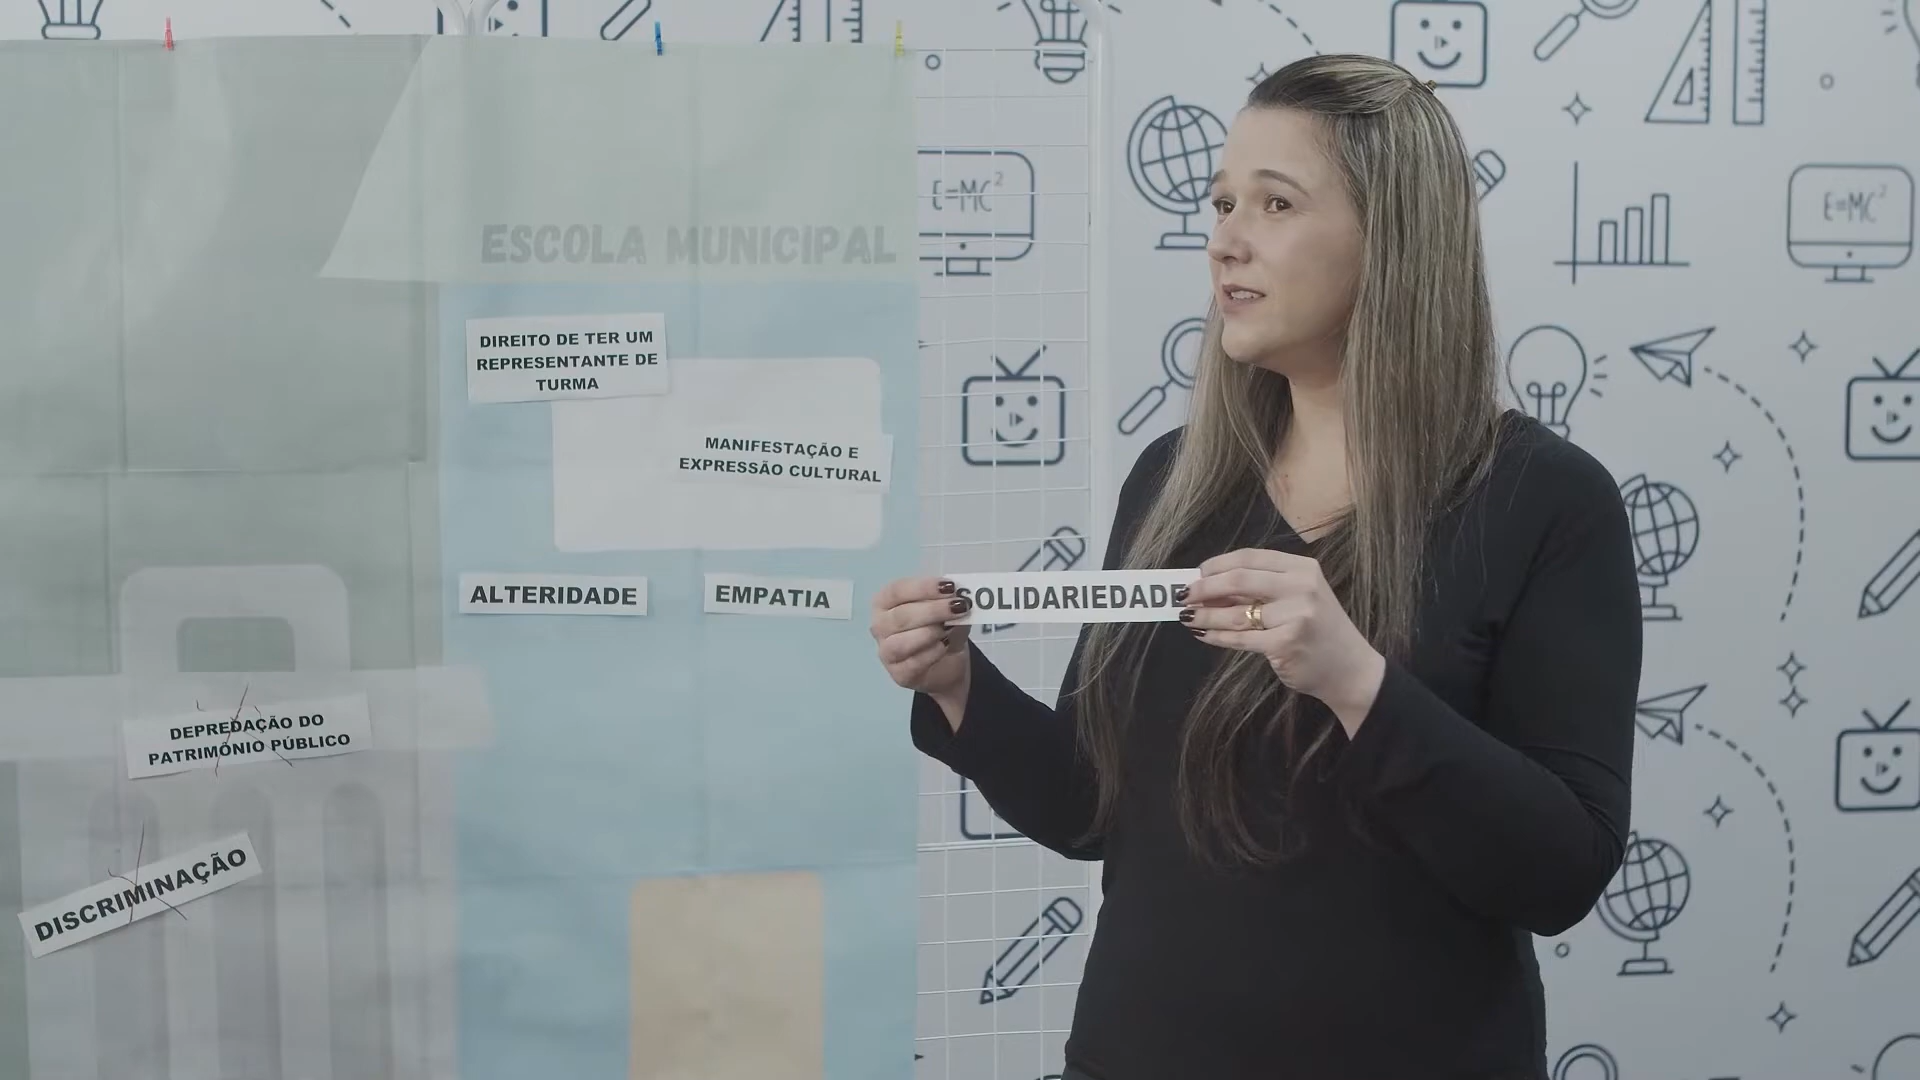 ESCOLA MUNICIPAL
DIREITO DE TER UM
REPRESENTANTE DE
TURMA
MANIFESTAÇÃO E
EXPRESSÃO CULTURAL
ALTERIDADE
EMPATIA
SOLIDARIEDADE
DEPREDAÇÃO DO
PATRIMÔNIO PÚBLICO
DISCRIMINAÇÃO
E=MC²
E=MC²